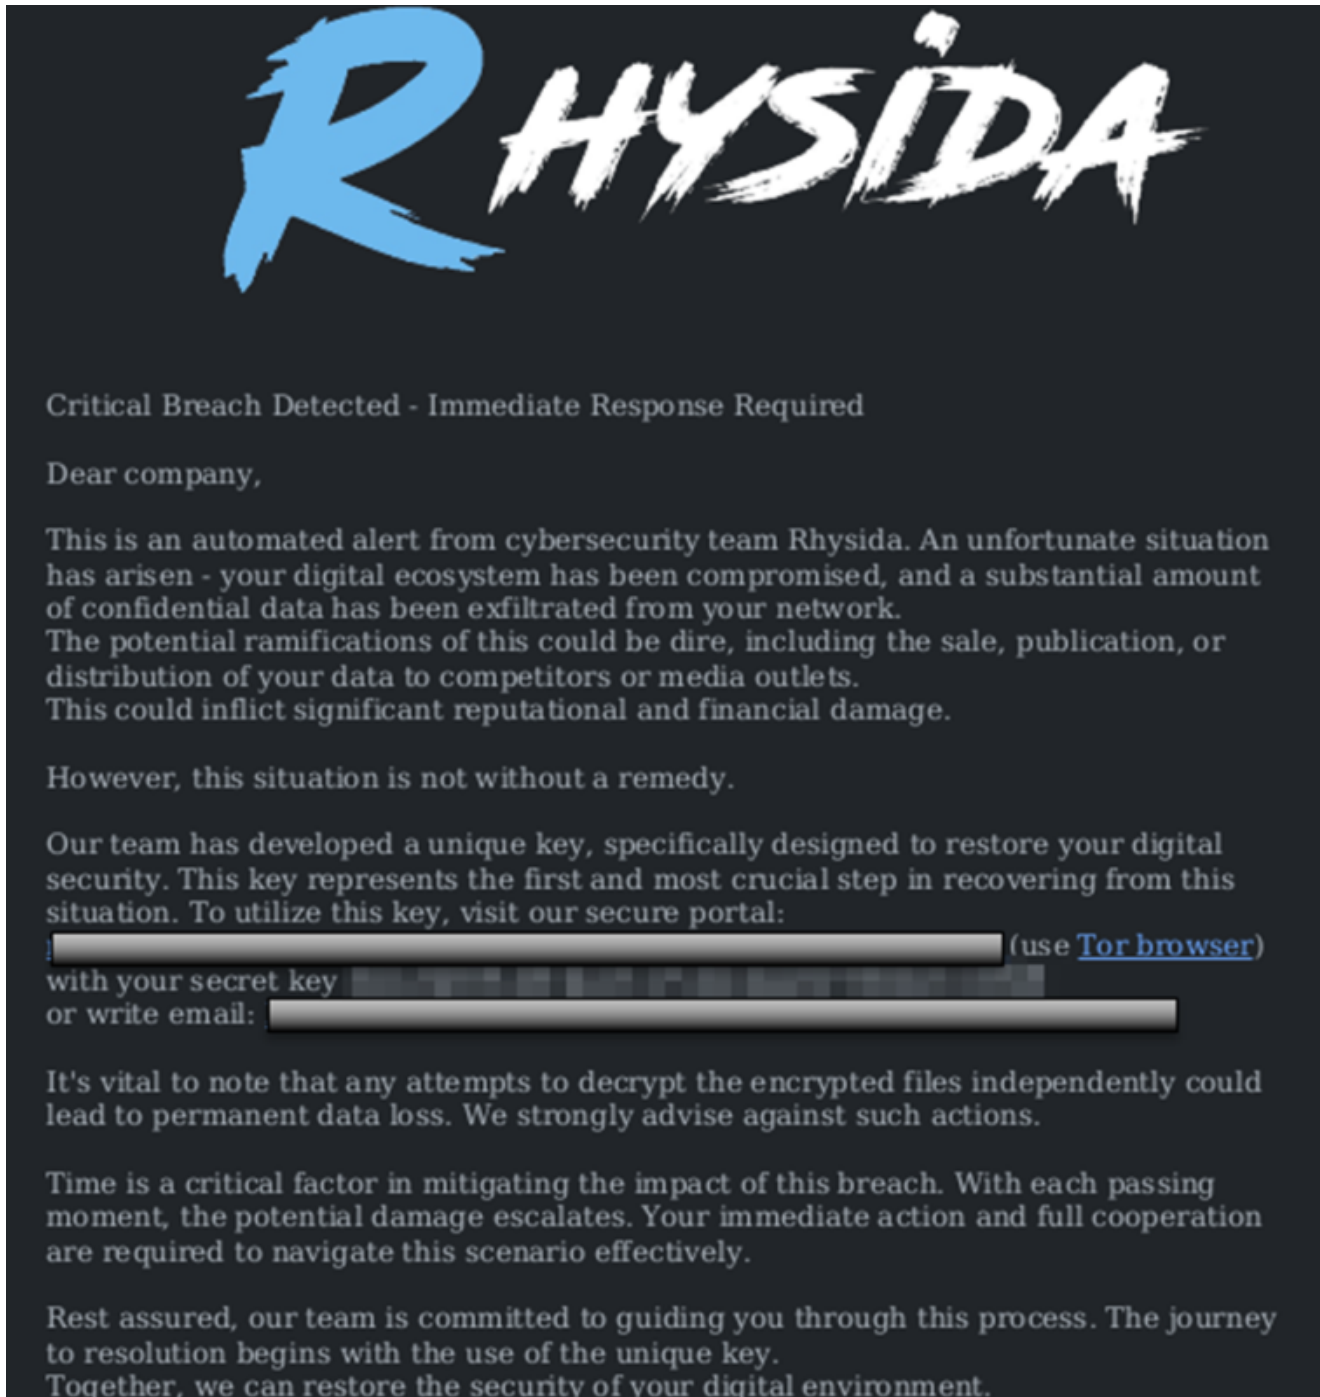 RHYSIDA
Critical Breach Detected - Immediate Response Required
Dear company,
This is an automated alert from cybersecurity team Rhysida. An unfortunate situation
has arisen - your digital ecosystem has been compromised, and a substantial amount
of confidential data has been exfiltrated from your network.
The potential ramifications of this could be dire, including the sale, publication, or
distribution of your data to competitors or media outlets.
This could inflict significant reputational and financial damage.
However, this situation is not without a remedy.
Our team has developed a unique key, specifically designed to restore your digital
security. This key represents the first and most crucial step in recovering from this
situation. To utilize this key, visit our secure portal:
(use Tor browser)
with your secret key
or write email:
It's vital to note that any attempts to decrypt the encrypted files independently could
lead to permanent data loss. We strongly advise against such actions.
Time is a critical factor in mitigating the impact of this breach. With each passing
moment, the potential damage escalates. Your immediate action and full cooperation
are required to navigate this scenario effectively.
Rest assured, our team is committed to guiding you through this process. The journey
to resolution begins with the use of the unique key.
Together, we can restore the security of your digital environment.